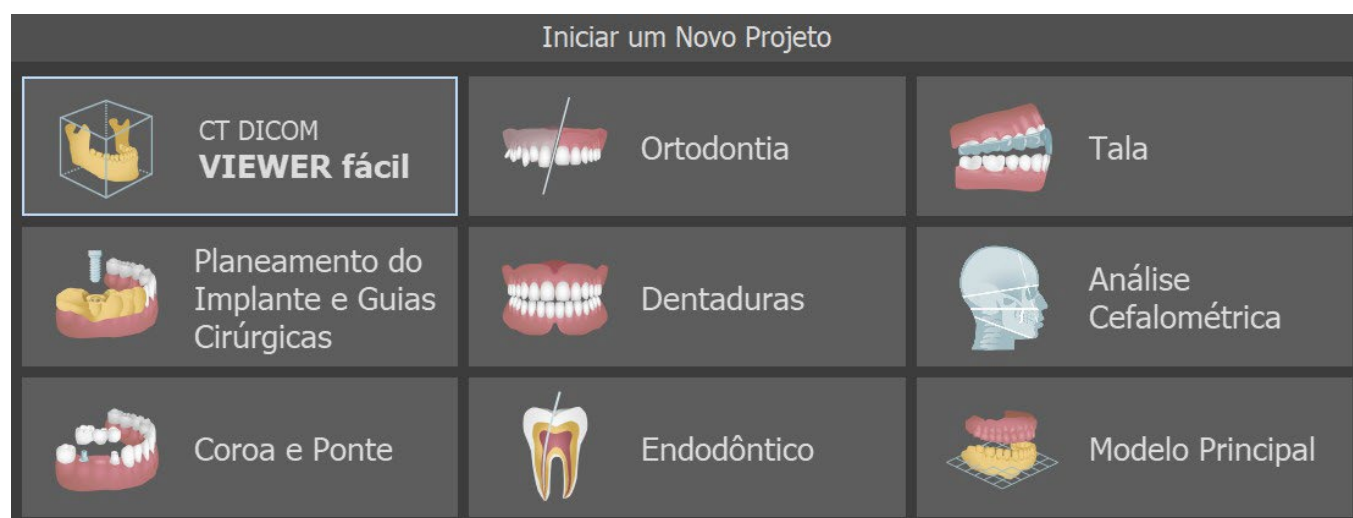 Iniciar um Novo Projeto
CT DICOM
VIEWER fácil
Ortodontia
Tala
Planeamento do
Implante e Guias
Cirúrgicas
Dentaduras
Análise
Cefalométrica
Coroa e Ponte
Endodôntico
Modelo Principal